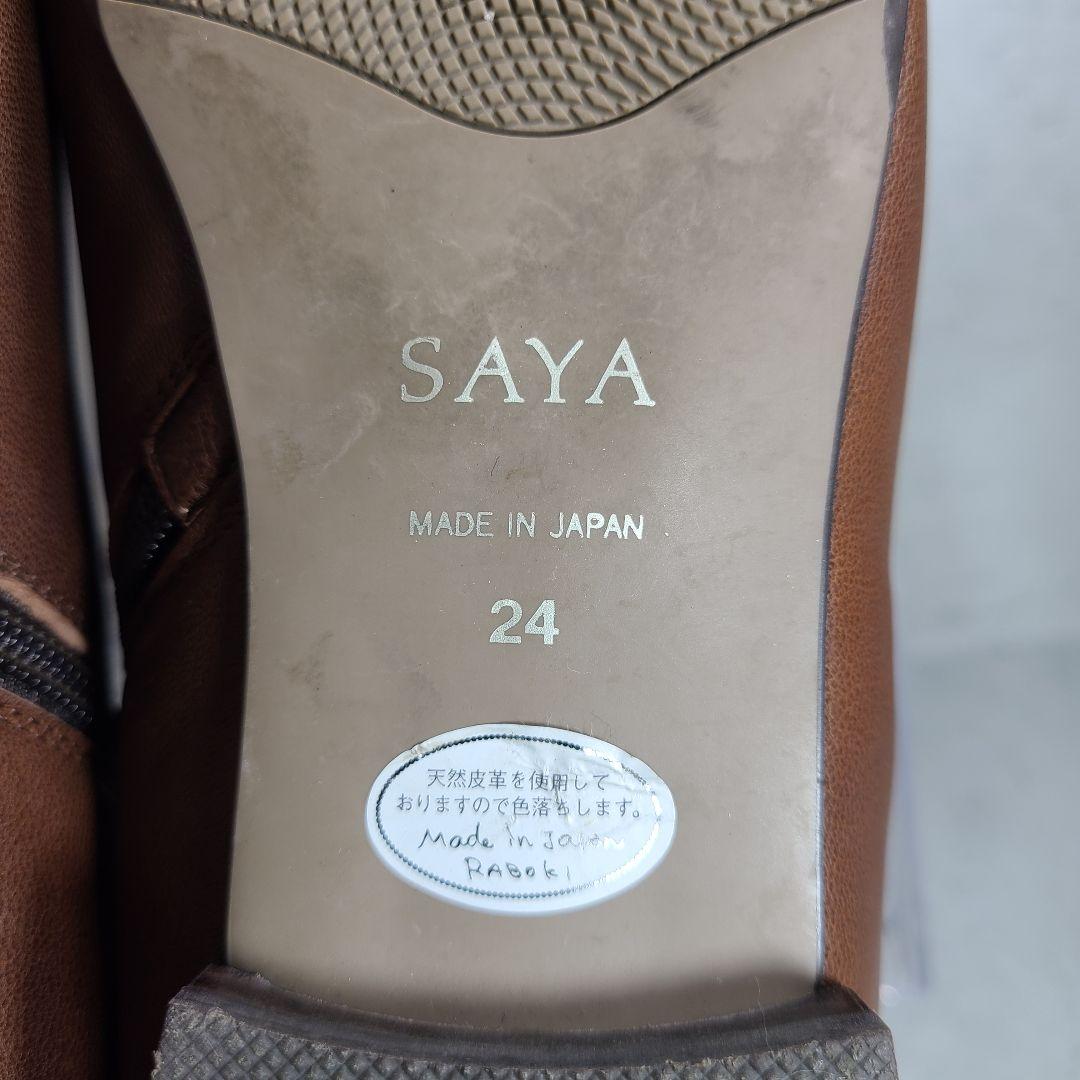 SAYA
MADE IN JAPAN
24
天然皮革を使用して
おりますので色落ちします。
Made in Japan
RABOKI